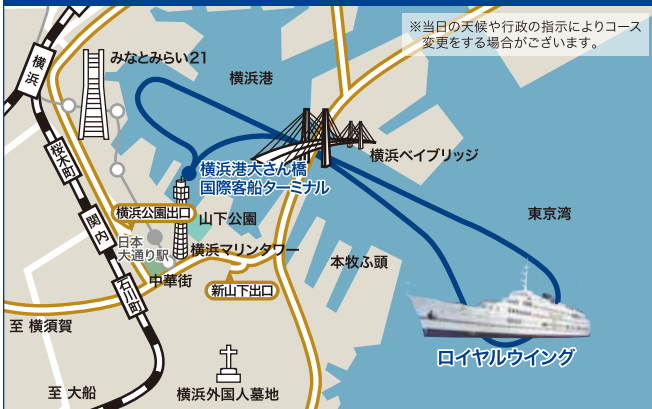 ※当日の天候や行政の指示によりコース
変更をする場合がございます。
横浜
みなとみらい21
横浜港
桜木町
横浜港大さん橋
国際客船ターミナル
横浜ベイブリッジ
横浜公園出口
山下公園
東京湾
関内
日本
大通り駅
横浜マリンタワー
本牧ふ頭
中華街
新山下出口
石川町
至 横須賀
ロイヤルウイング
至 大船
横浜外国人墓地